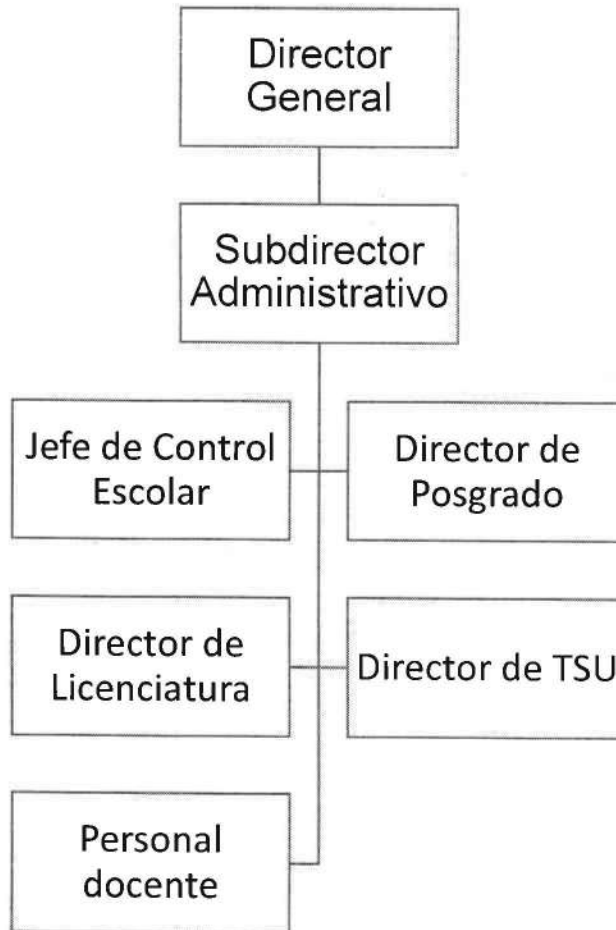 Director
General
Subdirector
Administrativo
Jefe de Control
Escolar
Director de
Posgrado
Director de
Licenciatura
Director de TSU
Personal
docente